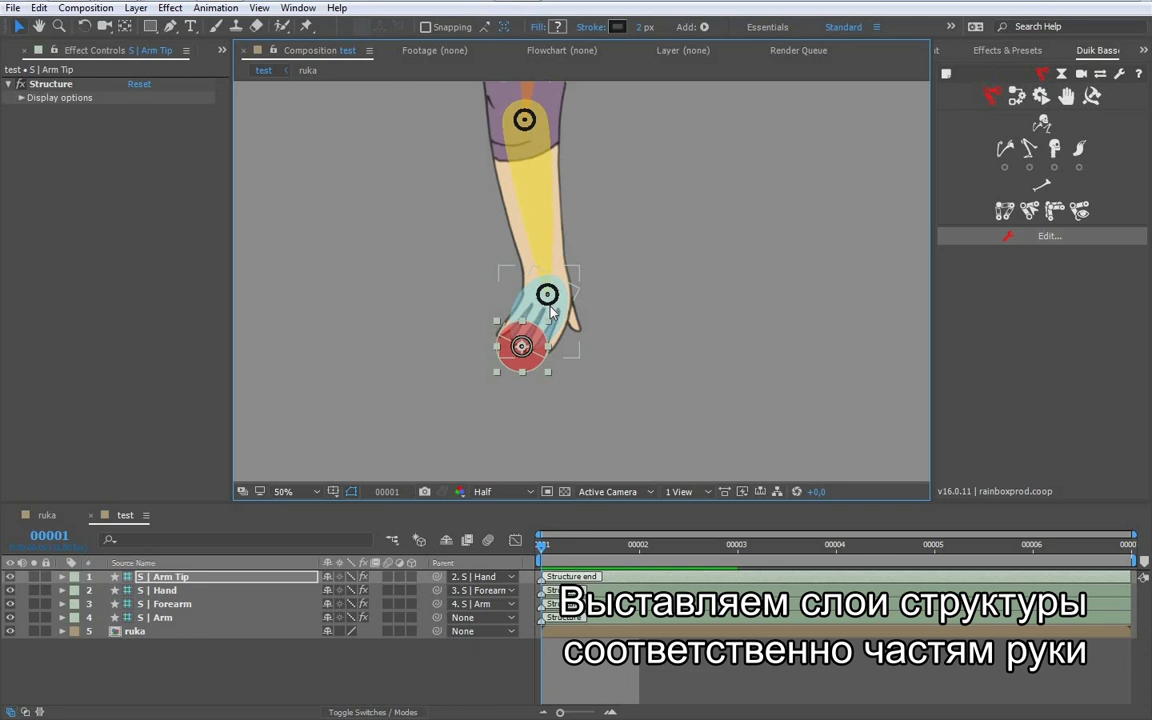 File Edit Composition Layer Effect Animation View Window Help
Snapping Fill: ? Stroke: 2 px Add: Essentials Standard Search Help
Effect Controls S | Arm Tip
Composition test
Footage (none)
Flowchart (none)
Layer (none)
Render Queue
Effects & Presets
Duik Bass
test • S | Arm Tip
test
ruka
fx Structure Reset
Display options
Edit...
50%
00001
Half
Active Camera
1 View
+0,0
v16.0.11 | rainboxprod.coop
ruka
test
00001
00002
00003
00004
00005
00006
# Source Name Parent
1 S | Arm Tip 2. S | Hand Structure end
2 S | Hand 3. S | Forearm
3 S | Forearm 4. S | Arm
4 S | Arm None Structure
5 ruka None
Выставляем слои структуры
соответственно частям руки
Toggle Switches / Modes